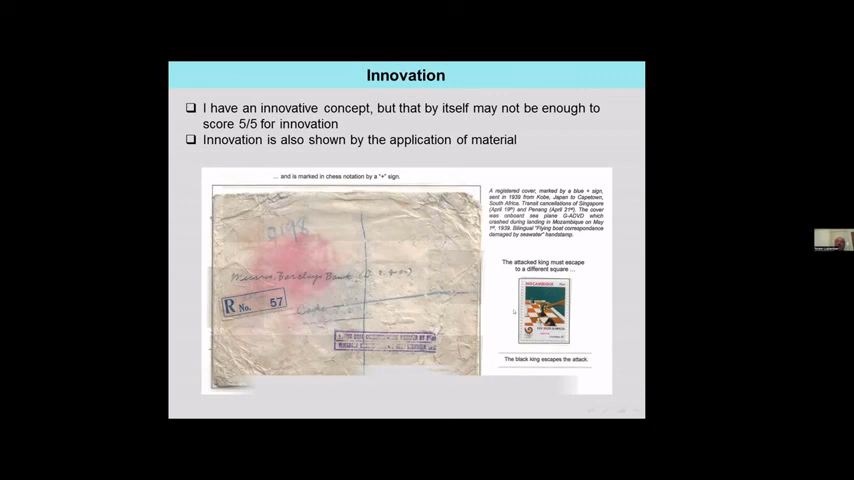 Innovation
❑ I have an innovative concept, but that by itself may not be enough to
score 5/5 for innovation
❑ Innovation is also shown by the application of material
... and is marked in chess notation by a "+" sign.
A registered cover, marked by a blue + sign,
sent in 1939 from Kobe, Japan to Capetown,
South Africa. Transit cancellations of Singapore
(April 19th) and Penang (April 21st). The cover
was onboard sea plane G-ADVD which
crashed during landing in Mozambique on May
1st, 1939. Bilingual "Flying boat correspondence
damaged by seawater" handstamp.
Messrs. Barclays Bank
R No. 57
The attacked king must escape
to a different square ...
MOÇAMBIQUE
The black king escapes the attack.